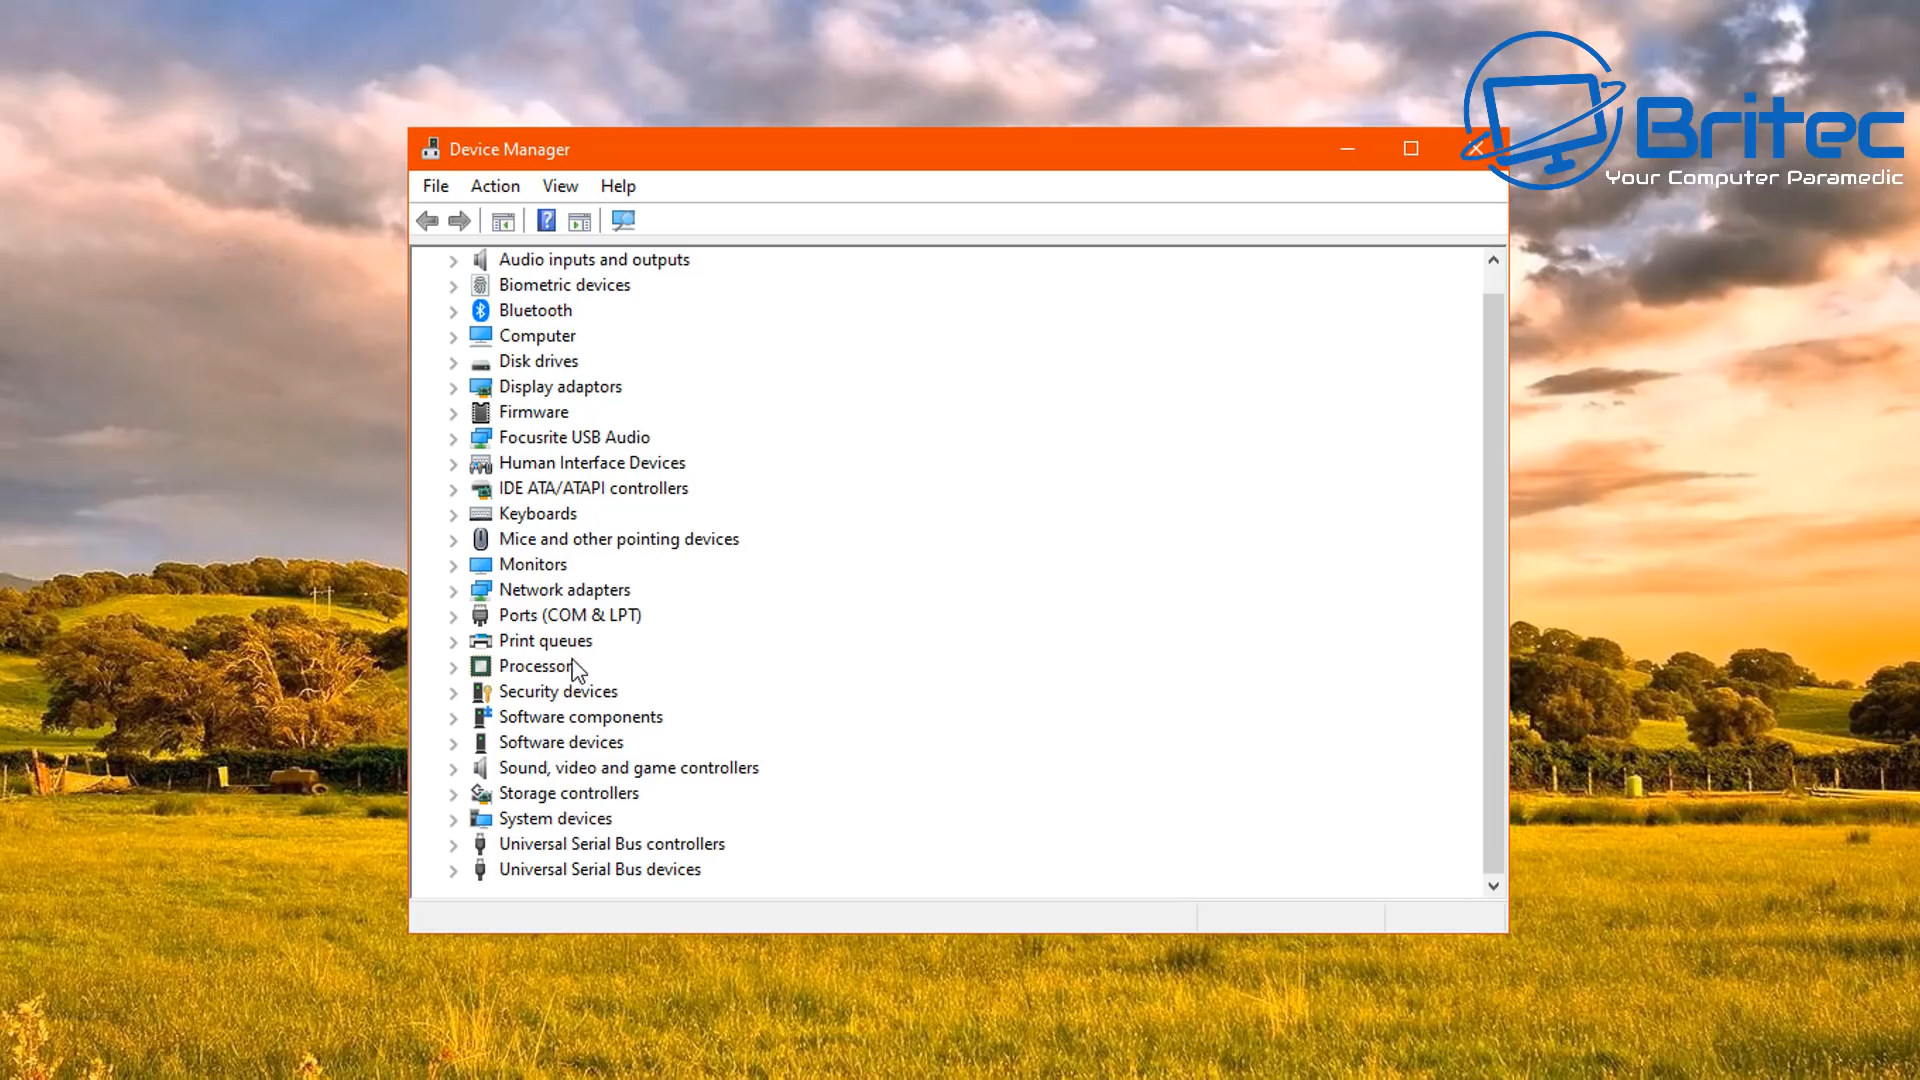 Britec
Your Computer Paramedic
Device Manager
File Action View Help
Audio inputs and outputs
Biometric devices
Bluetooth
Computer
Disk drives
Display adaptors
Firmware
Focusrite USB Audio
Human Interface Devices
IDE ATA/ATAPI controllers
Keyboards
Mice and other pointing devices
Monitors
Network adapters
Ports (COM & LPT)
Print queues
Processor
Security devices
Software components
Software devices
Sound, video and game controllers
Storage controllers
System devices
Universal Serial Bus controllers
Universal Serial Bus devices